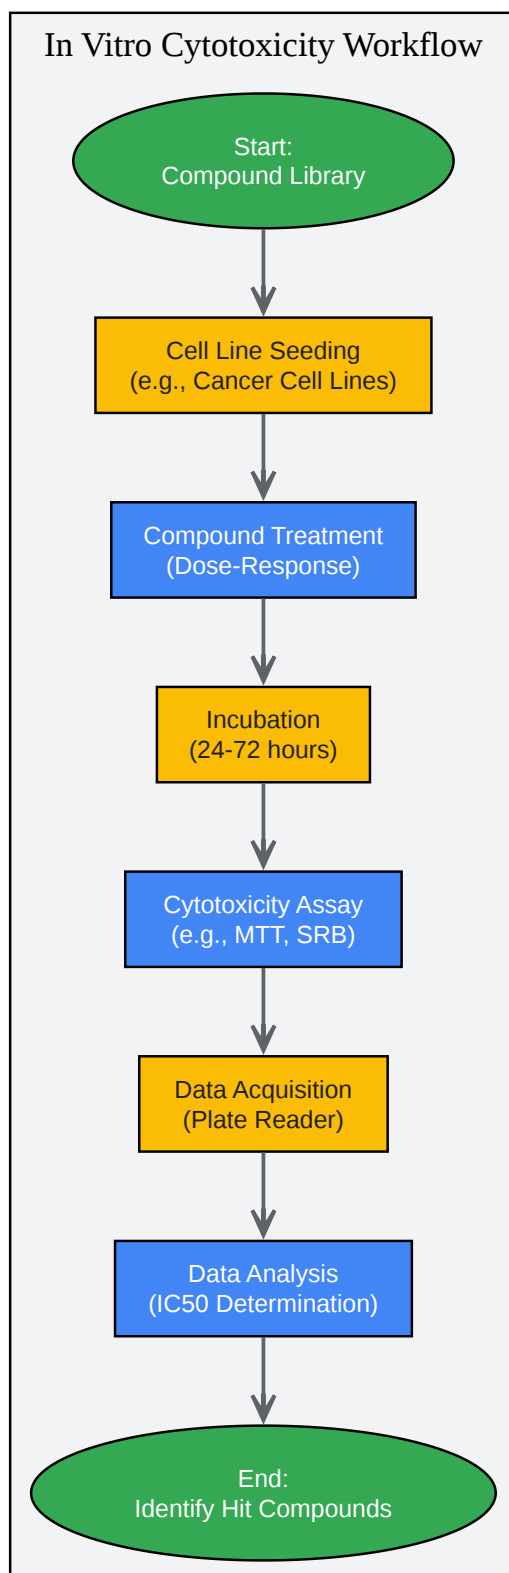 In Vitro Cytotoxicity Workflow
Start:
Compound Library
Cell Line Seeding
(e.g., Cancer Cell Lines)
Compound Treatment
(Dose-Response)
Incubation
(24-72 hours)
Cytotoxicity Assay
(e.g., MTT, SRB)
Data Acquisition
(Plate Reader)
Data Analysis
(IC50 Determination)
End:
Identify Hit Compounds